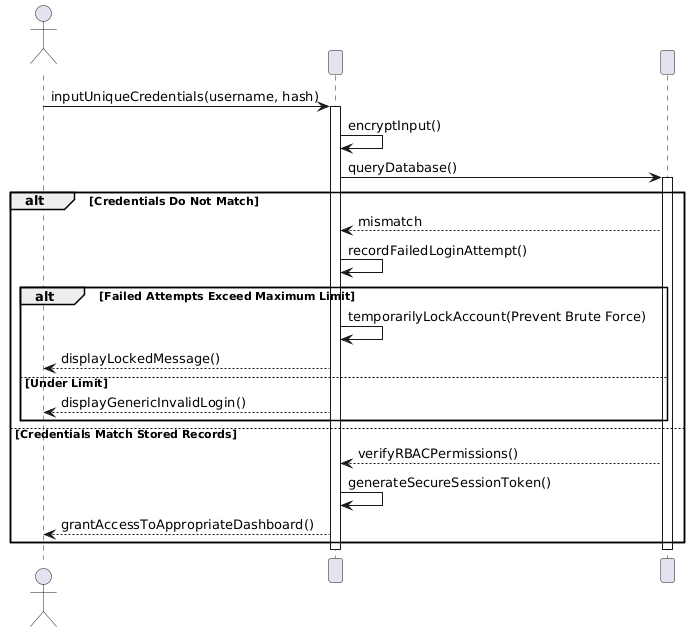 inputUniqueCredentials(username, hash)
encryptInput()
queryDatabase()
alt [Credentials Do Not Match]
mismatch
recordFailedLoginAttempt()
alt [Failed Attempts Exceed Maximum Limit]
temporarilyLockAccount(Prevent Brute Force)
displayLockedMessage()
[Under Limit]
displayGenericInvalidLogin()
[Credentials Match Stored Records]
verifyRBACPermissions()
generateSecureSessionToken()
grantAccessToAppropriateDashboard()